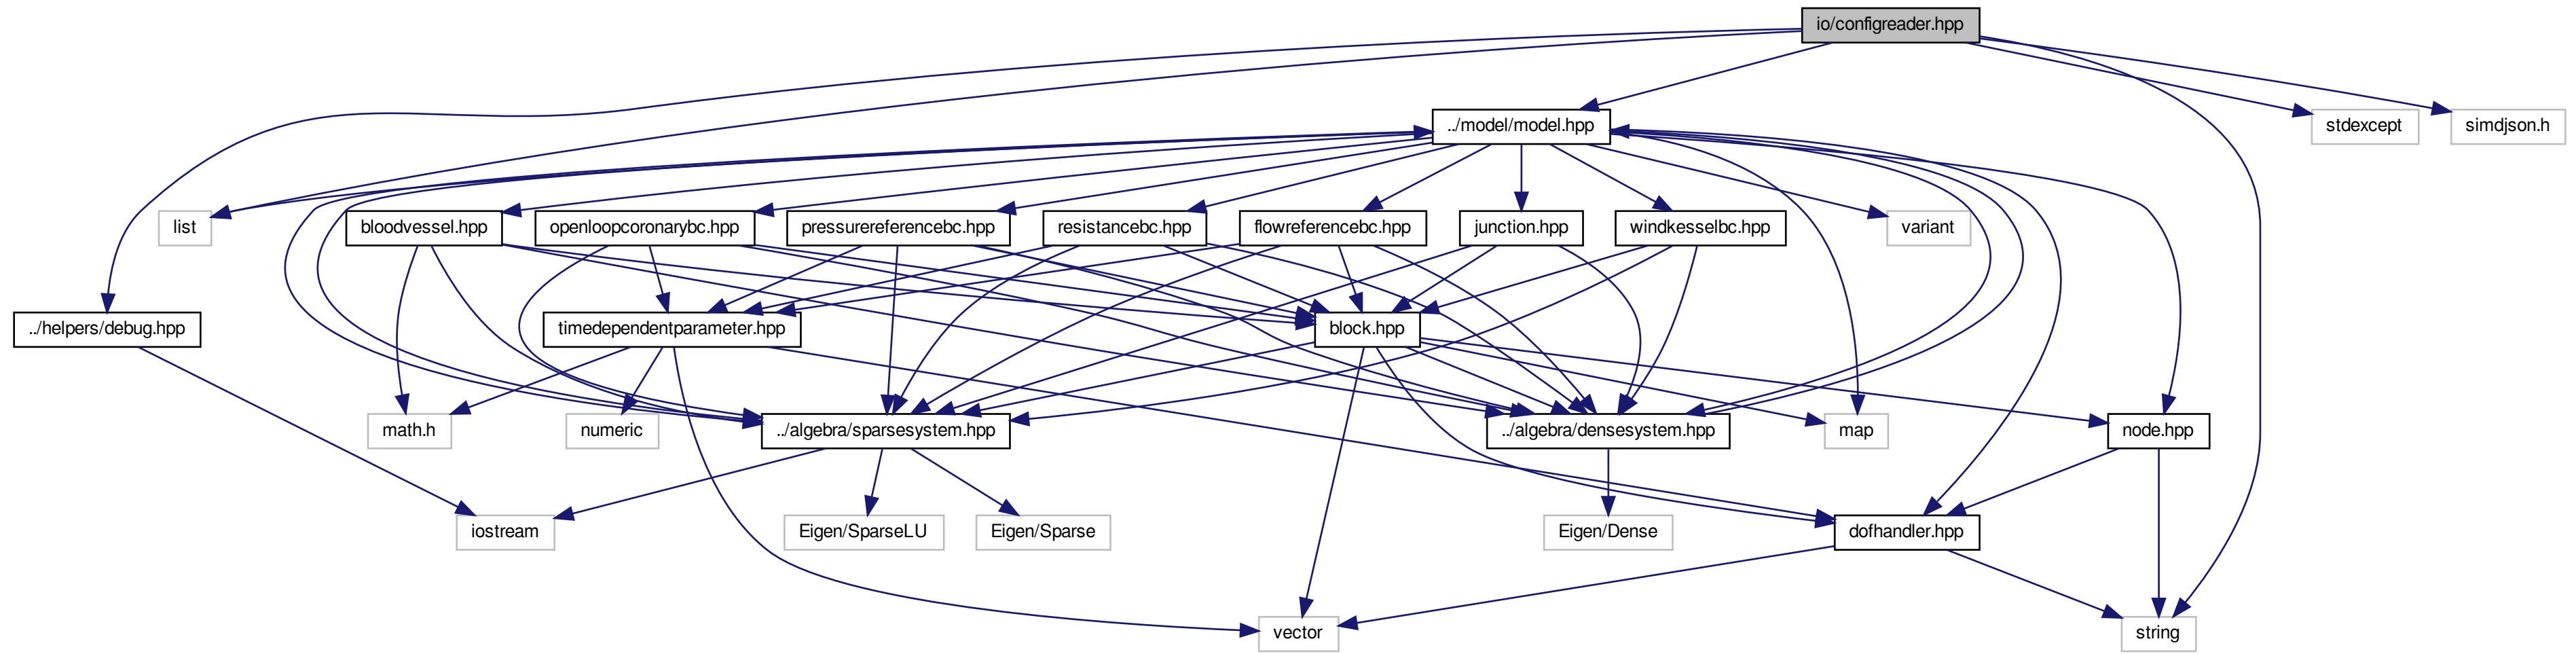 io/configreader.hpp
../model/model.hpp
stdexcept
simdjson.h
list
bloodvessel.hpp
openloopcoronarybc.hpp
pressurereferencebc.hpp
resistancebc.hpp
flowreferencebc.hpp
junction.hpp
windkesselbc.hpp
variant
../helpers/debug.hpp
timedependentparameter.hpp
block.hpp
math.h
numeric
../algebra/sparsesystem.hpp
../algebra/densesystem.hpp
map
node.hpp
iostream
Eigen/SparseLU
Eigen/Sparse
Eigen/Dense
dofhandler.hpp
vector
string